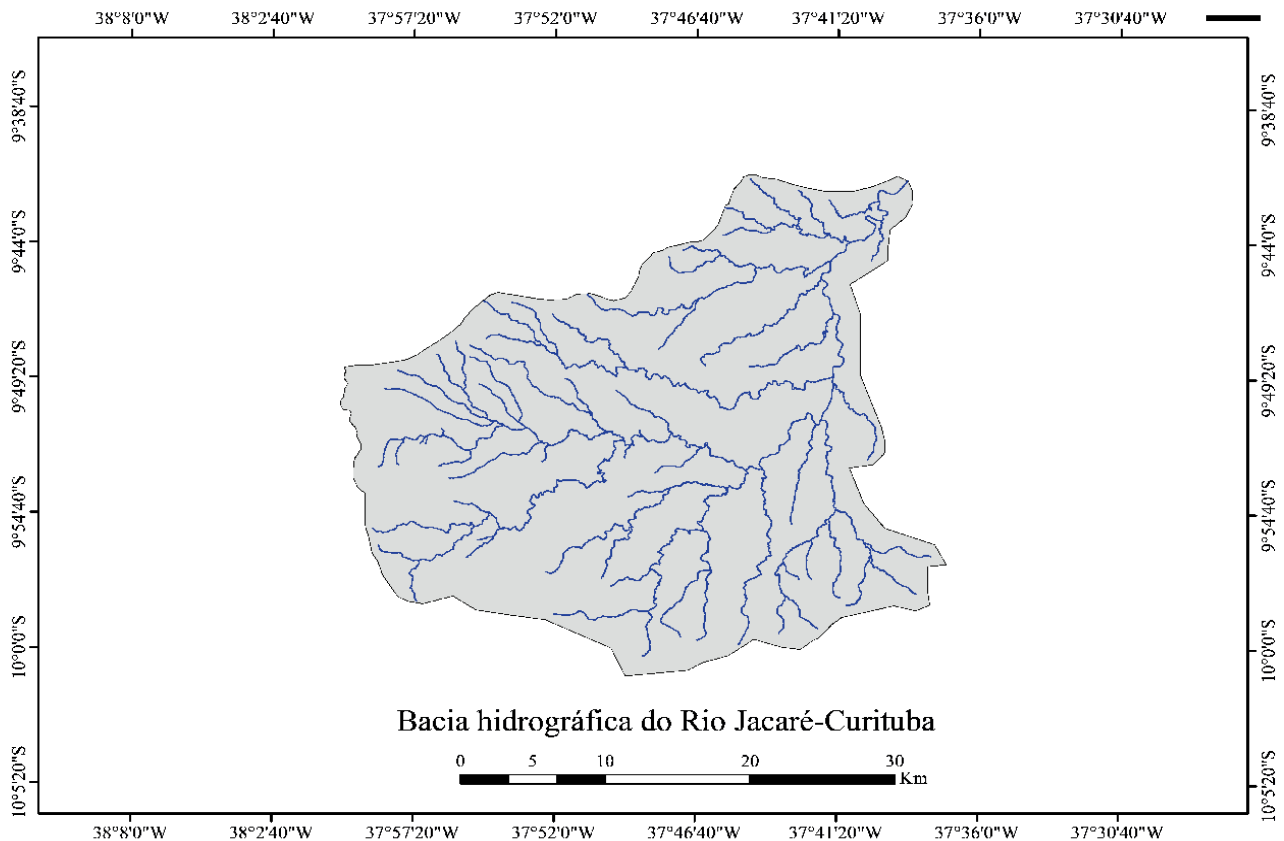 38°8'0"W 38°2'40"W 37°57'20"W 37°52'0"W 37°46'40"W 37°41'20"W 37°36'0"W 37°30'40"W
9°38'40"S 9°38'40"S
9°44'0"S 9°44'0"S
9°49'20"S 9°49'20"S
9°54'40"S 9°54'40"S
10°0'0"S 10°0'0"S
Bacia hidrográfica do Rio Jacaré-Curituba
0 5 10 20 30
Km
10°5'20"S 10°5'20"S
38°8'0"W 38°2'40"W 37°57'20"W 37°52'0"W 37°46'40"W 37°41'20"W 37°36'0"W 37°30'40"W